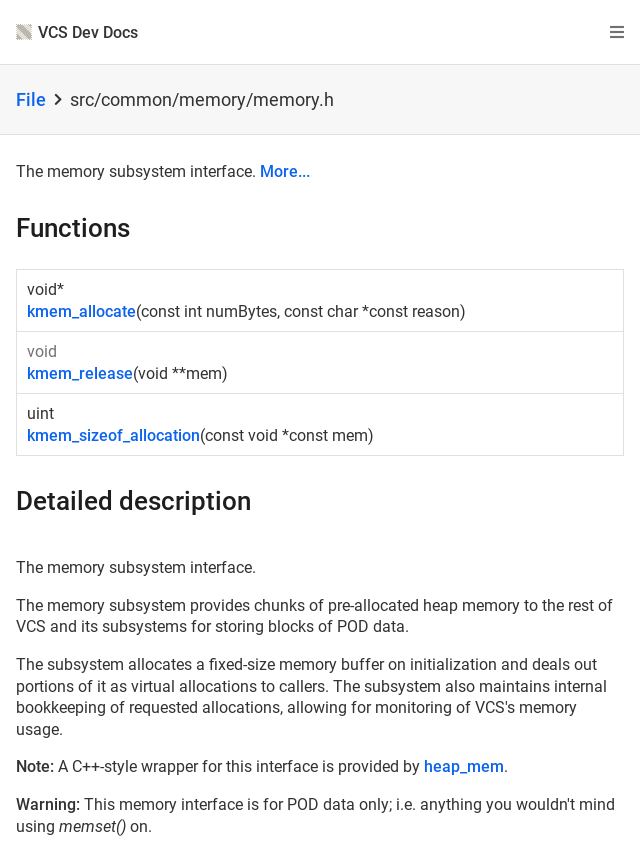 VCS Dev Docs
File src/common/memory/memory.h
The memory subsystem interface. More...
Functions
void*
kmem_allocate(const int numBytes, const char *const reason)
void
kmem_release(void **mem)
uint
kmem_sizeof_allocation(const void *const mem)
Detailed description
The memory subsystem interface.
The memory subsystem provides chunks of pre-allocated heap memory to the rest of
VCS and its subsystems for storing blocks of POD data.
The subsystem allocates a fixed-size memory buffer on initialization and deals out
portions of it as virtual allocations to callers. The subsystem also maintains internal
bookkeeping of requested allocations, allowing for monitoring of VCS's memory
usage.
Note: A C++-style wrapper for this interface is provided by heap_mem.
Warning: This memory interface is for POD data only; i.e. anything you wouldn't mind
using memset() on.